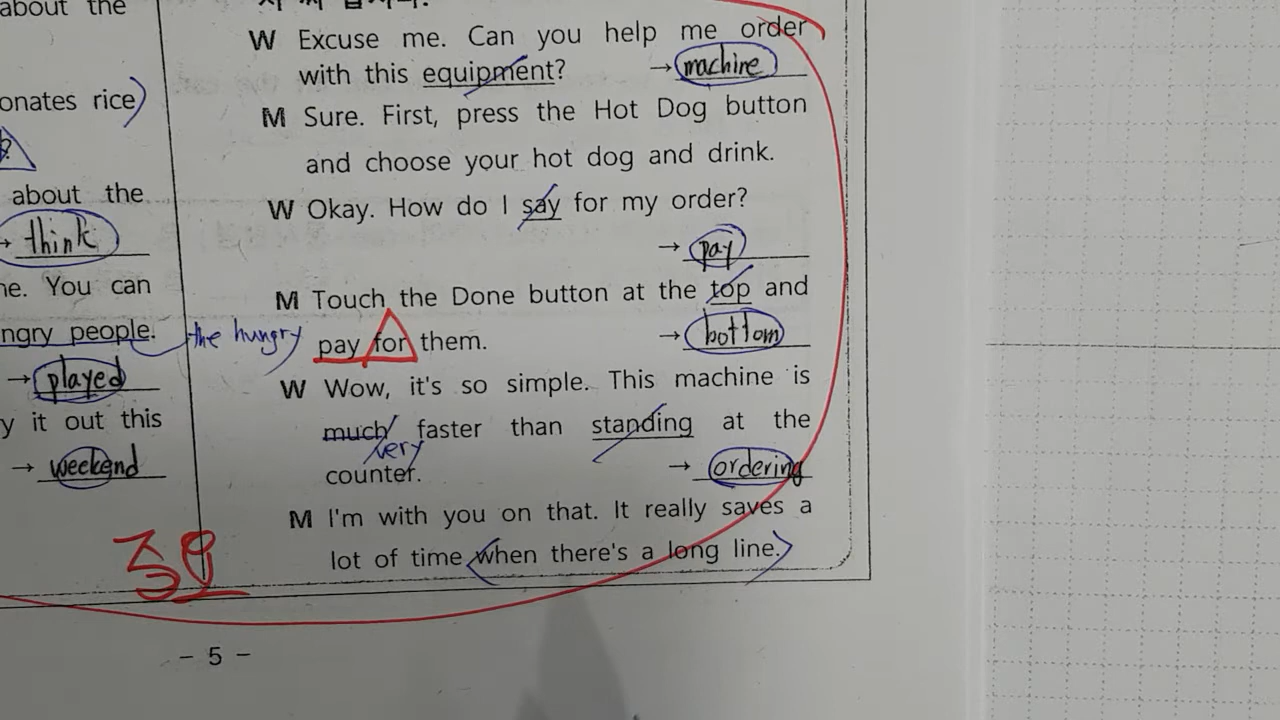 about the
onates rice)
?
about the
→ think
ne. You can
ngry people. the hungry
→ played
y it out this
→ weekend
W Excuse me. Can you help me order
with this equipment? → machine
M Sure. First, press the Hot Dog button
and choose your hot dog and drink.
W Okay. How do I say for my order?
→ pay
M Touch the Done button at the top and
pay for them. → bottom
W Wow, it's so simple. This machine is
much faster than standing at the
very
counter. → ordering
M I'm with you on that. It really saves a
lot of time <when there's a long line.>
- 5 -